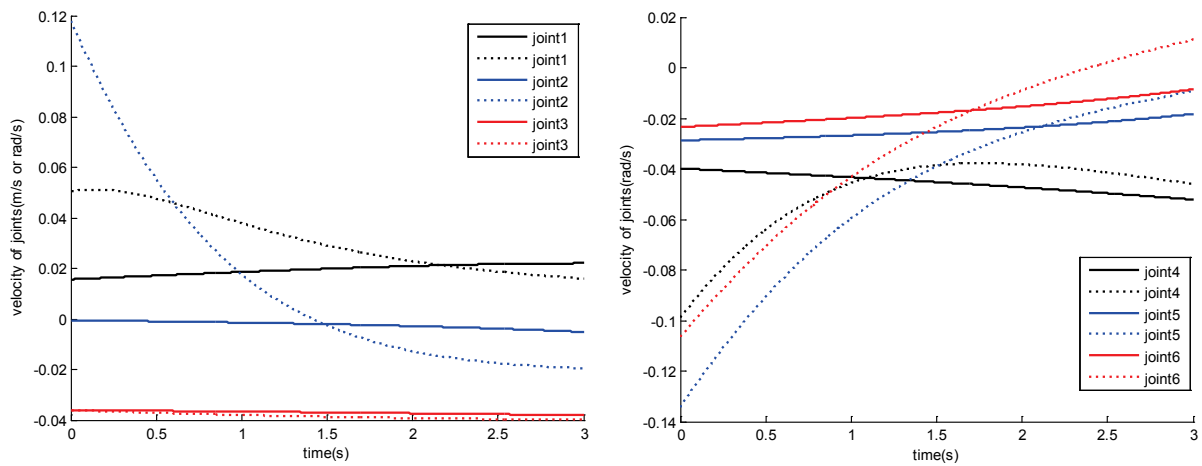 0.12
0.1
0.08
0.06
0.04
0.02
0
-0.02
-0.04
velocity of joints(m/s or rad/s)
0 0.5 1 1.5 2 2.5 3
time(s)
joint1
joint1
joint2
joint2
joint3
joint3
0.02
0
-0.02
-0.04
-0.06
-0.08
-0.1
-0.12
-0.14
velocity of joints(rad/s)
0 0.5 1 1.5 2 2.5 3
time(s)
joint4
joint4
joint5
joint5
joint6
joint6